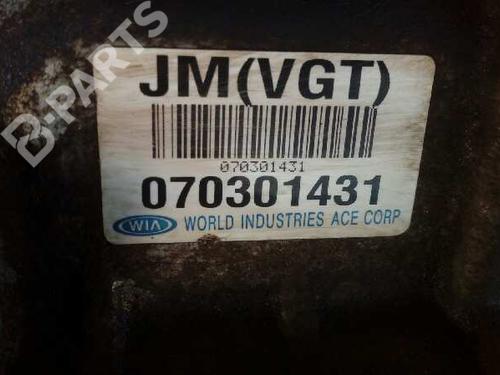 JM(VGT)
070301431
070301431
WIA WORLD INDUSTRIES ACE CORP
B-PARTS